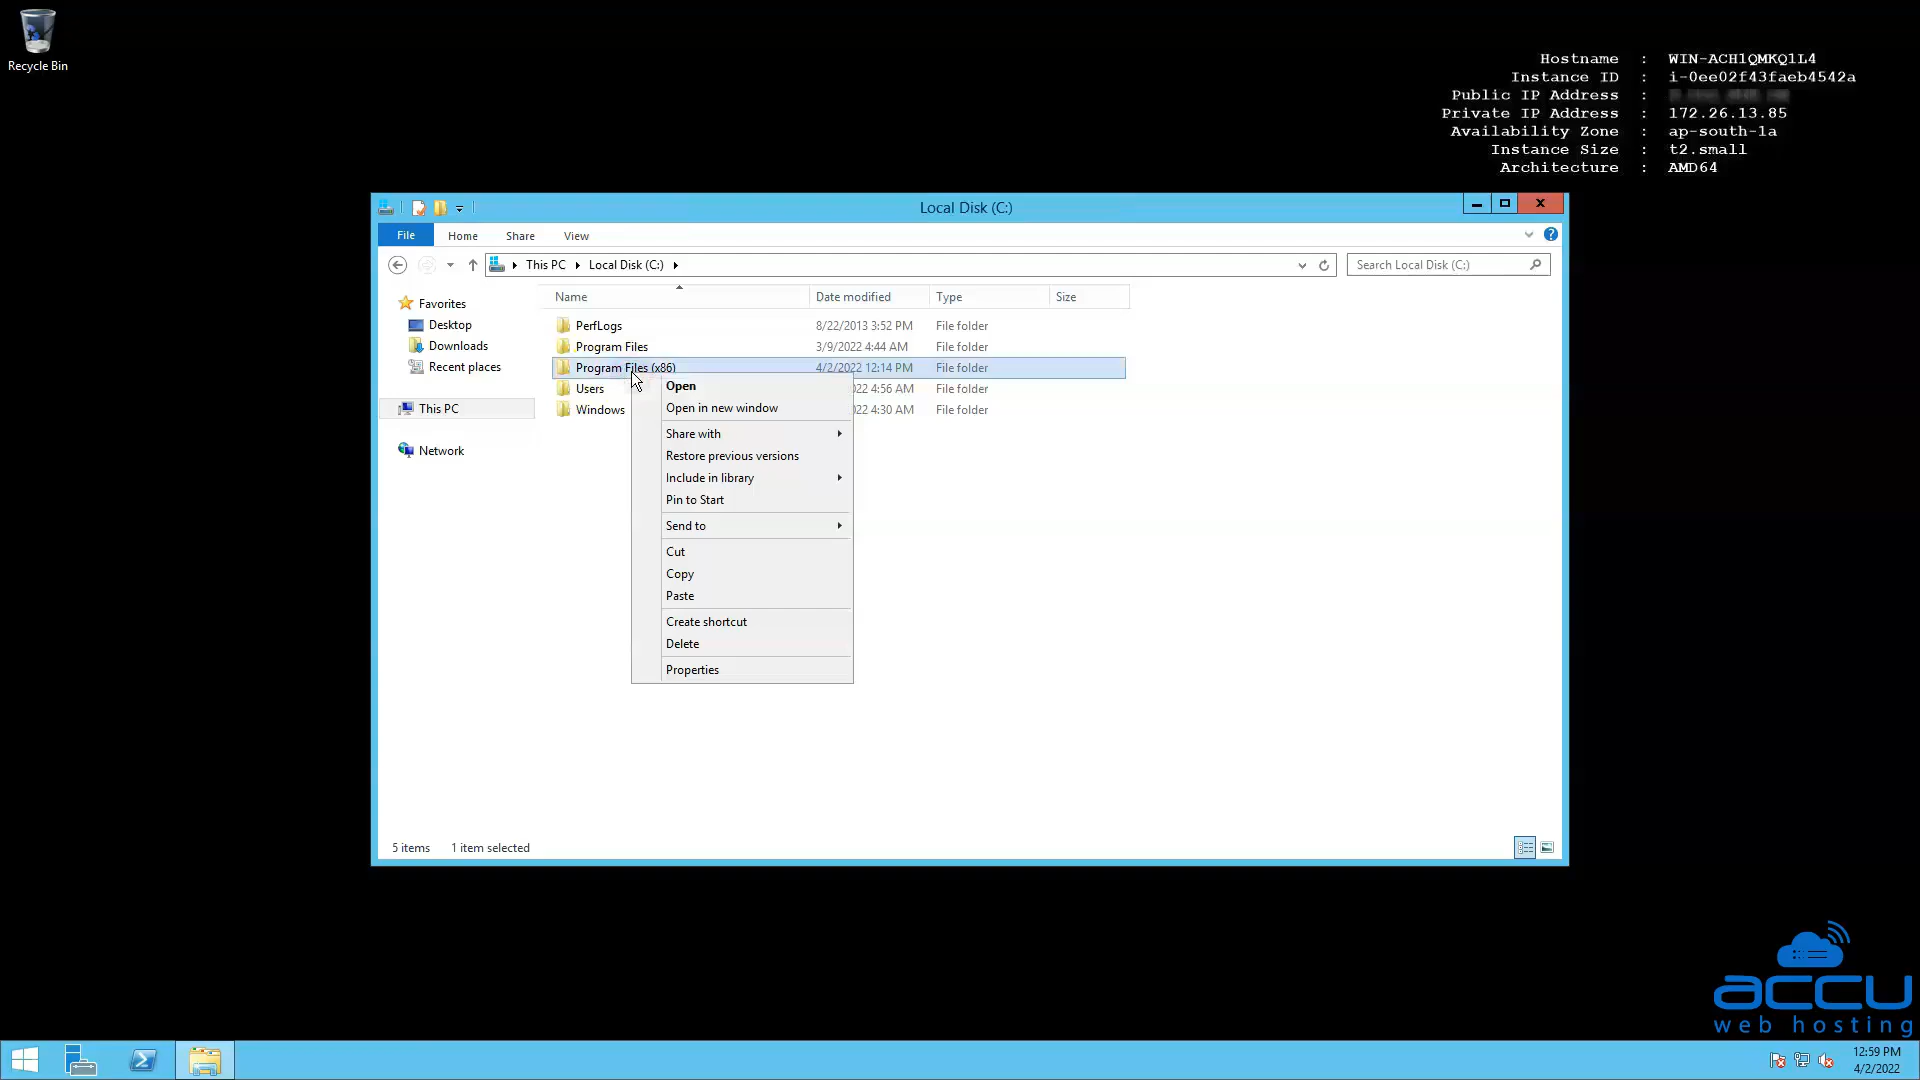 Recycle Bin
Hostname : WIN-ACH1QMKQ1L4
Instance ID : i-0ee02f43faeb4542a
Public IP Address :
Private IP Address : 172.26.13.85
Availability Zone : ap-south-1a
Instance Size : t2.small
Architecture : AMD64
Local Disk (C:)
File Home Share View
This PC Local Disk (C:) Search Local Disk (C:)
Name Date modified Type Size
Favorites
Desktop
Downloads
Recent places
This PC
Network
PerfLogs 8/22/2013 3:52 PM File folder
Program Files 3/9/2022 4:44 AM File folder
Program Files (x86) 4/2/2022 12:14 PM File folder
Users 22 4:56 AM File folder
Windows 22 4:30 AM File folder
Open
Open in new window
Share with
Restore previous versions
Include in library
Pin to Start
Send to
Cut
Copy
Paste
Create shortcut
Delete
Properties
5 items 1 item selected
accu
web hosting
12:59 PM
4/2/2022